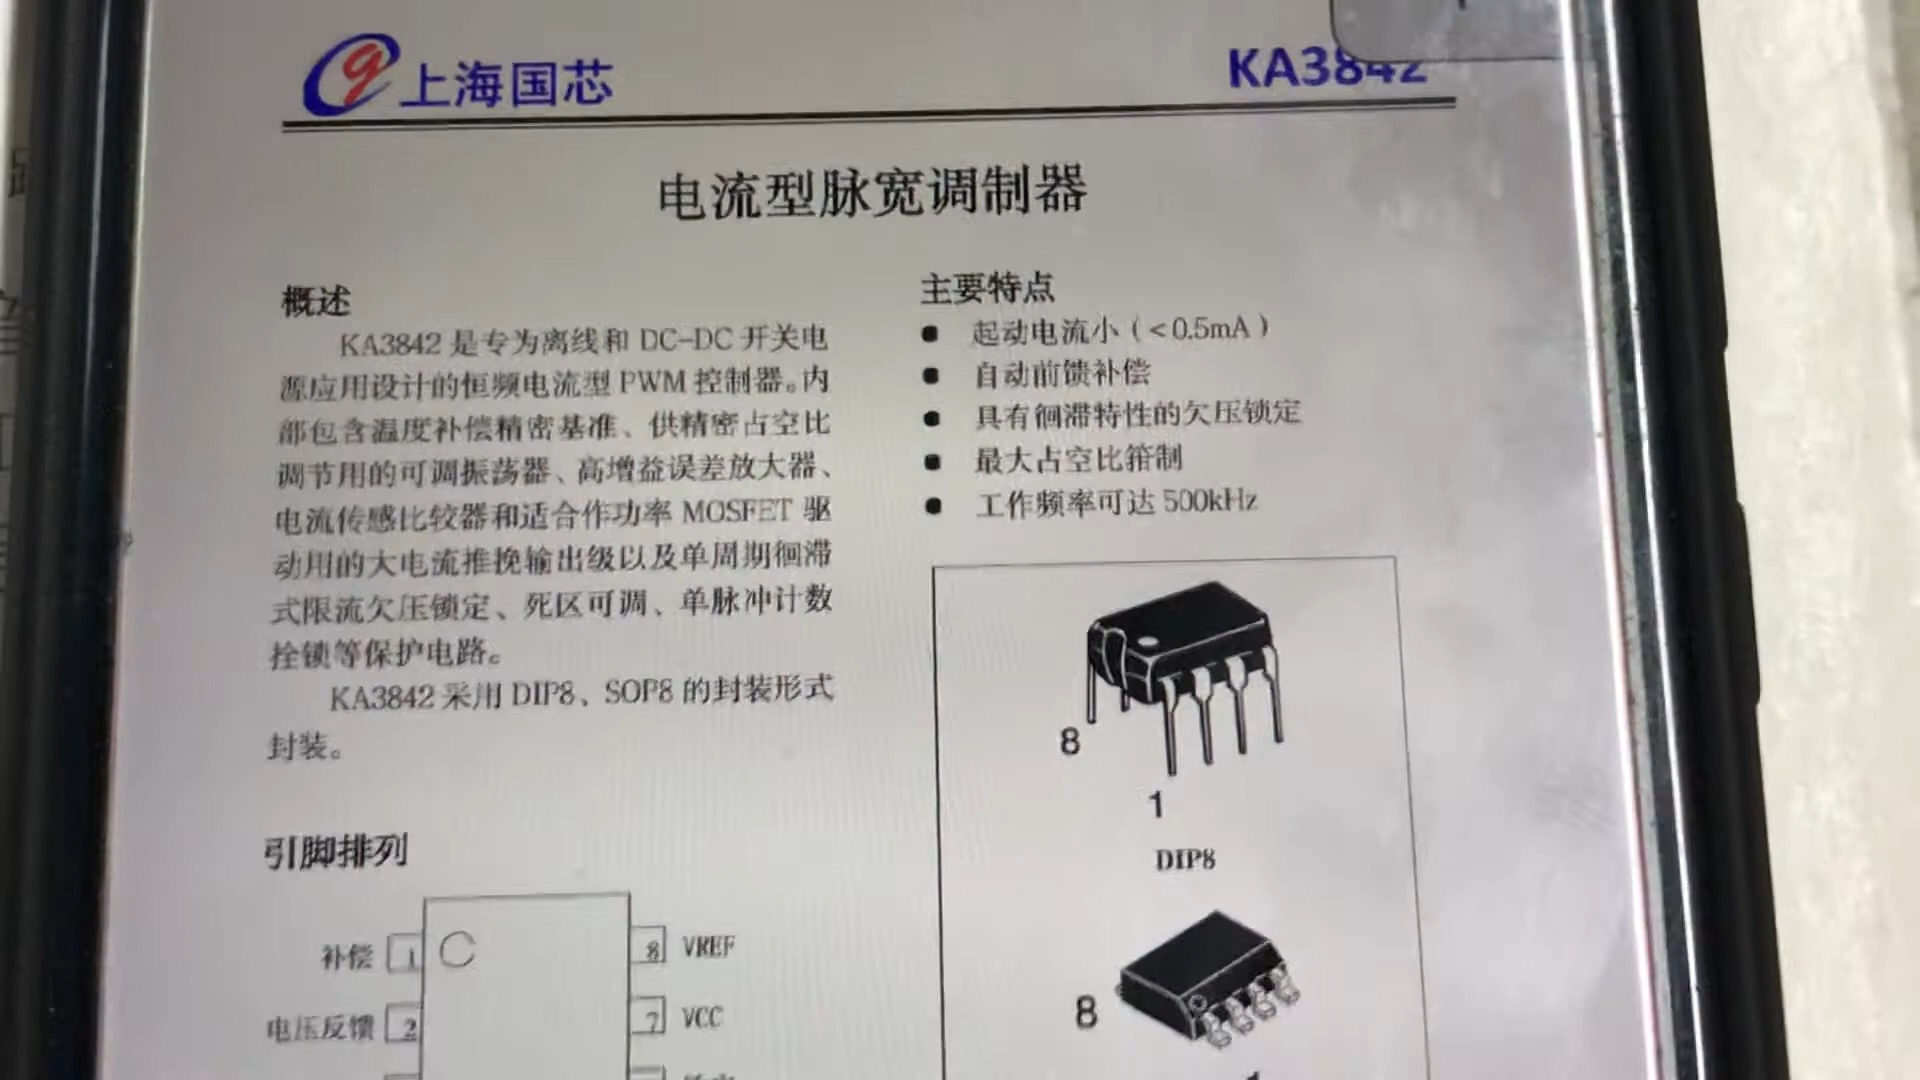 上海国芯
KA3842
电流型脉宽调制器
概述
KA3842 是专为离线和 DC-DC 开关电
源应用设计的恒频电流型 PWM 控制器。内
部包含温度补偿精密基准、供精密占空比
调节用的可调振荡器、高增益误差放大器、
电流传感比较器和适合作功率 MOSFET 驱
动用的大电流推挽输出级以及单周期徊滞
式限流欠压锁定、死区可调、单脉冲计数
拴锁等保护电路。
KA3842 采用 DIP8、SOP8 的封装形式
封装。
主要特点
● 起动电流小（<0.5mA）
● 自动前馈补偿
● 具有徊滞特性的欠压锁定
● 最大占空比箝制
● 工作频率可达 500kHz
8
1
DIP8
8
引脚排列
补偿 1
8 VREF
电压反馈 2
7 VCC